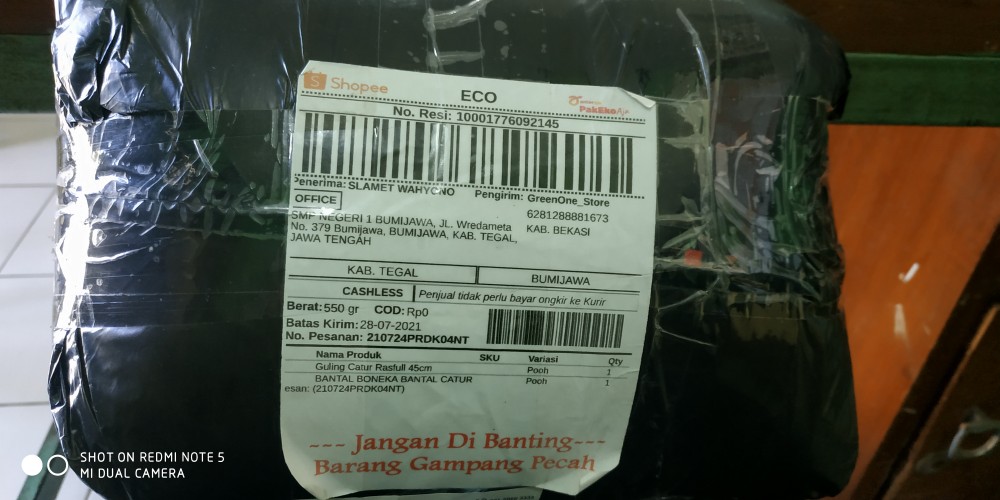 Shopee
ECO
PakEko
No. Resi: 10001776092145
Penerima: SLAMET WAHYONO
Pengirim: GreenOne_Store
OFFICE
6281288881673
SMP NEGERI 1 BUMIJAWA, JL. Wredameta
No. 379 Bumijawa, BUMIJAWA, KAB. TEGAL,
JAWA TENGAH
KAB. BEKASI
KAB. TEGAL
BUMIJAWA
CASHLESS
Penjual tidak perlu bayar ongkir ke Kurir
Berat: 550 gr COD: Rp0
Batas Kirim: 28-07-2021
No. Pesanan: 210724PRDK04NT
Nama Produk SKU Variasi Qty
Guling Catur Rasfull 45cm Pooh 1
BANTAL BONEKA BANTAL CATUR Pooh 1
esan: (210724PRDK04NT)
--- Jangan Di Banting---
Barang Gampang Pecah
SHOT ON REDMI NOTE 5
MI DUAL CAMERA